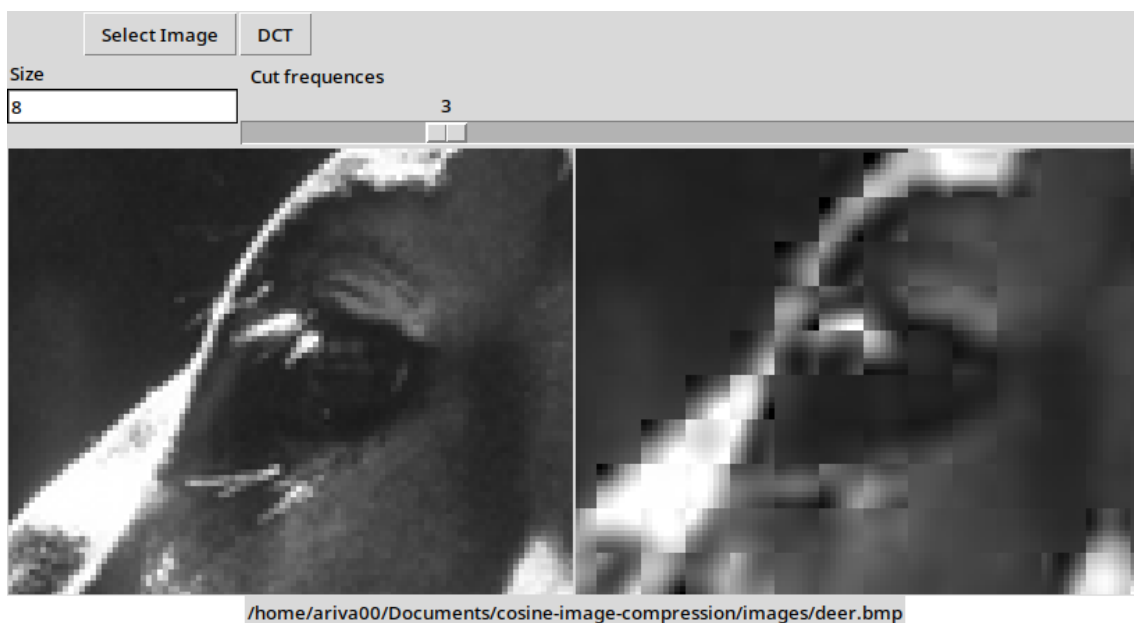 Select Image DCT
Size Cut frequences
8 3
/home/ariva00/Documents/cosine-image-compression/images/deer.bmp